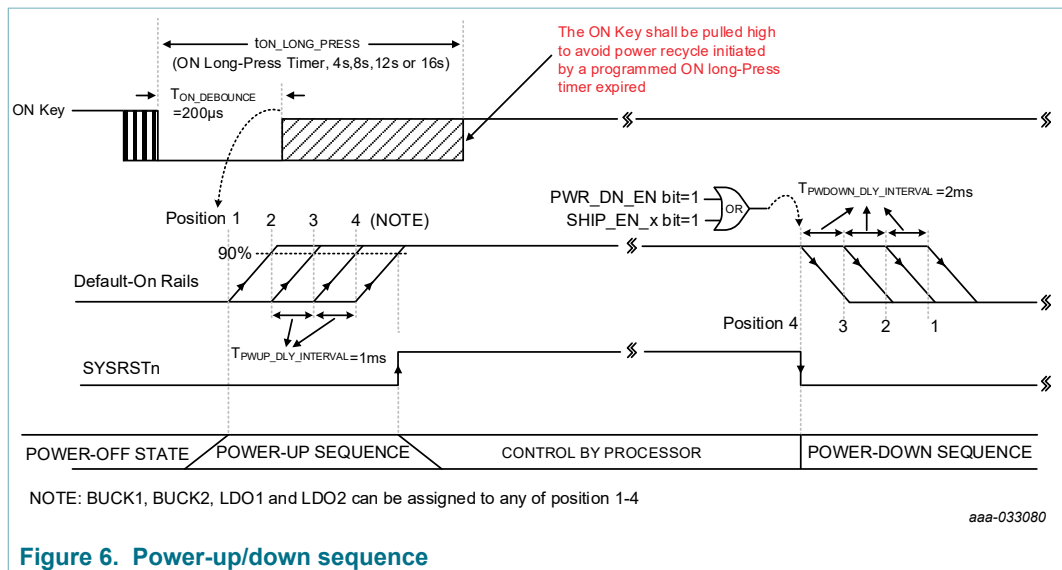 tON_LONG_PRESS
(ON Long-Press Timer, 4s,8s,12s or 16s)
The ON Key shall be pulled high
to avoid power recycle initiated
by a programmed ON long-Press
timer expired
TON_DEBOUNCE
=200µs
ON Key
Position 1 2 3 4 (NOTE)
PWR_DN_EN bit=1
SHIP_EN_x bit=1
OR
TPWDOWN_DLY_INTERVAL=2ms
90%
Default-On Rails
Position 4 3 2 1
TPWUP_DLY_INTERVAL=1ms
SYSRSTn
POWER-OFF STATE POWER-UP SEQUENCE CONTROL BY PROCESSOR POWER-DOWN SEQUENCE
NOTE: BUCK1, BUCK2, LDO1 and LDO2 can be assigned to any of position 1-4
aaa-033080
Figure 6. Power-up/down sequence